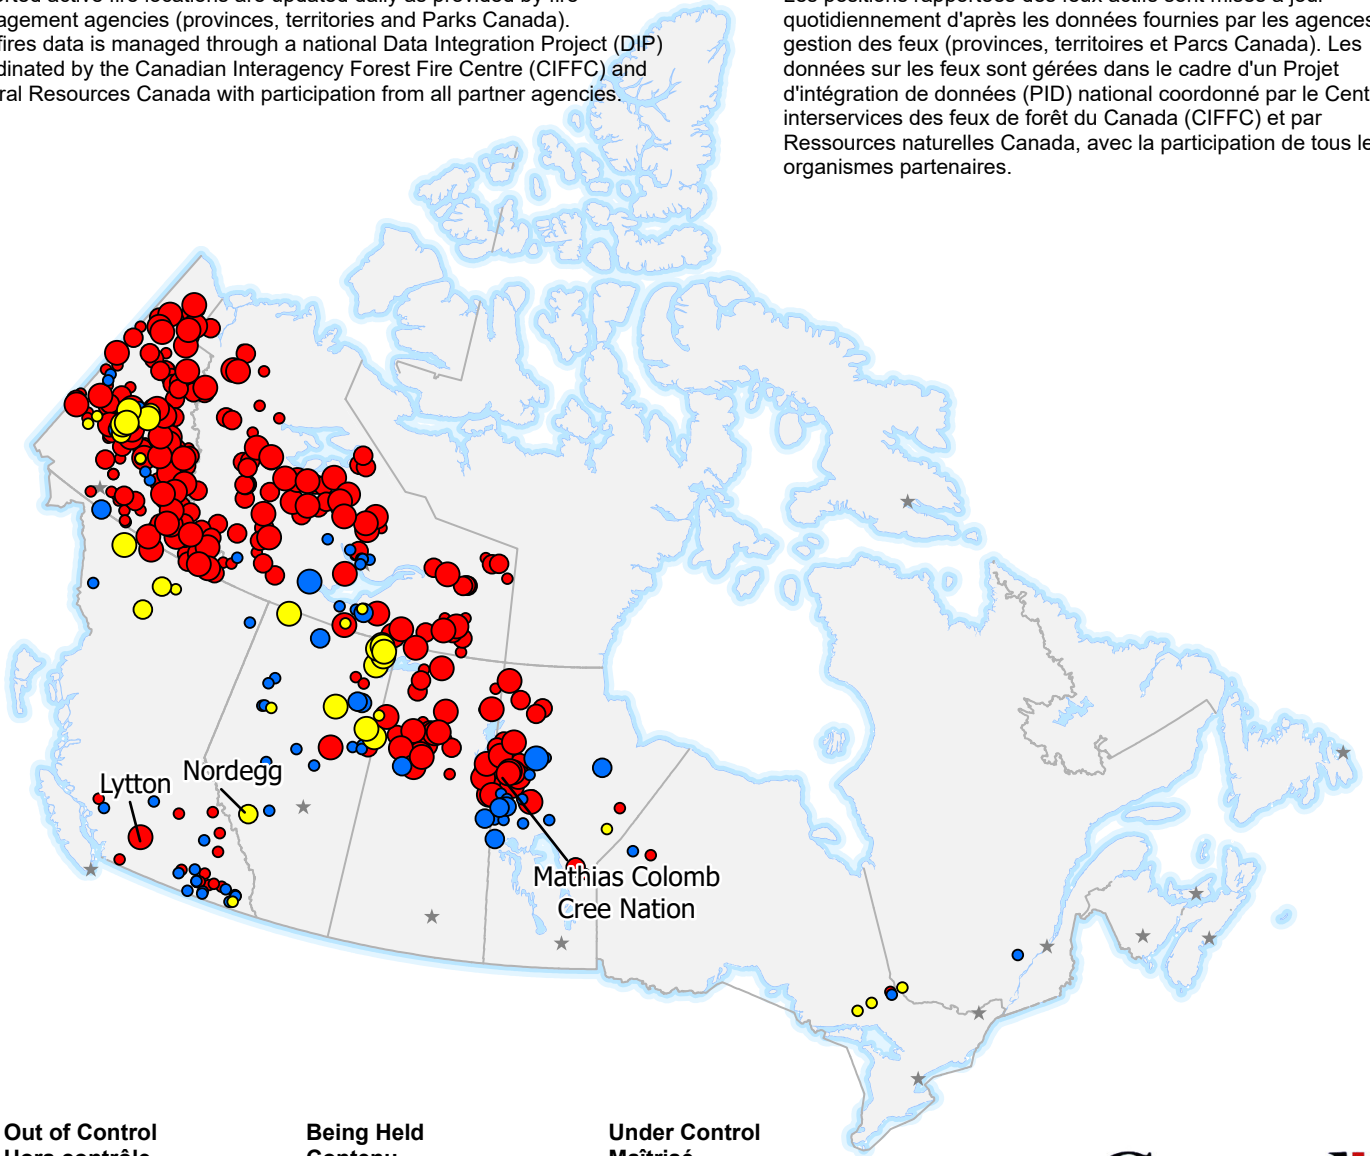 agement agencies (provinces, territories and Parks Canada).
fires data is managed through a national Data Integration Project (DIP)
dinated by the Canadian Interagency Forest Fire Centre (CIFFC) and
ral Resources Canada with participation from all partner agencies.
quotidiennement d'après les données fournies par les agences
gestion des feux (provinces, territoires et Parcs Canada). Les
données sur les feux sont gérées dans le cadre d'un Projet
d'intégration de données (PID) national coordonné par le Cent
interservices des feux de forêt du Canada (CIFFC) et par
Ressources naturelles Canada, avec la participation de tous le
organismes partenaires.
Nordegg
Lytton
Mathias Colomb
Cree Nation
Out of Control
Being Held
Under Control